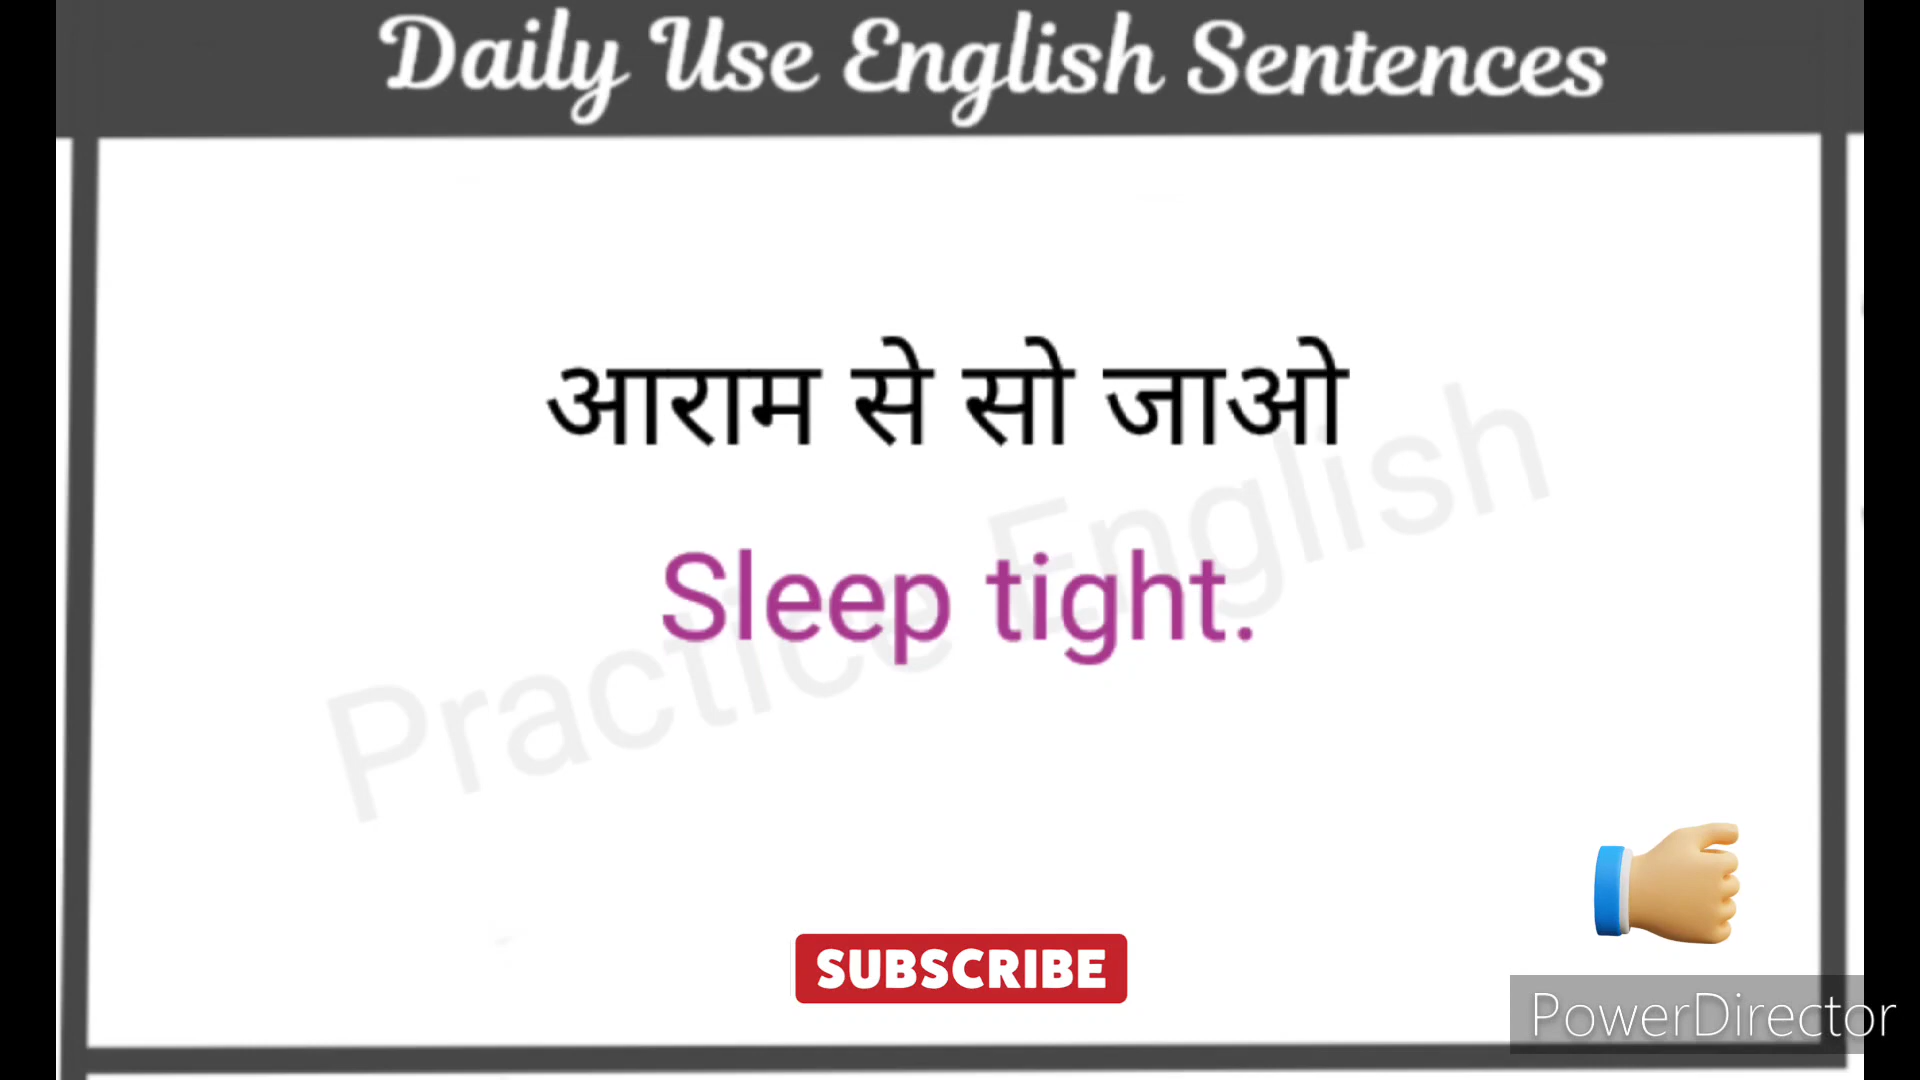 Daily Use English Sentences
आराम से सो जाओ
Sleep tight.
Practice English
SUBSCRIBE
PowerDirector